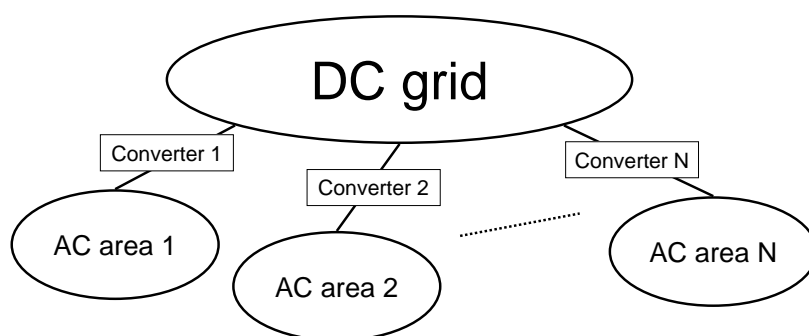 DC grid
Converter 1
Converter 2
Converter N
AC area 1
AC area 2
AC area N